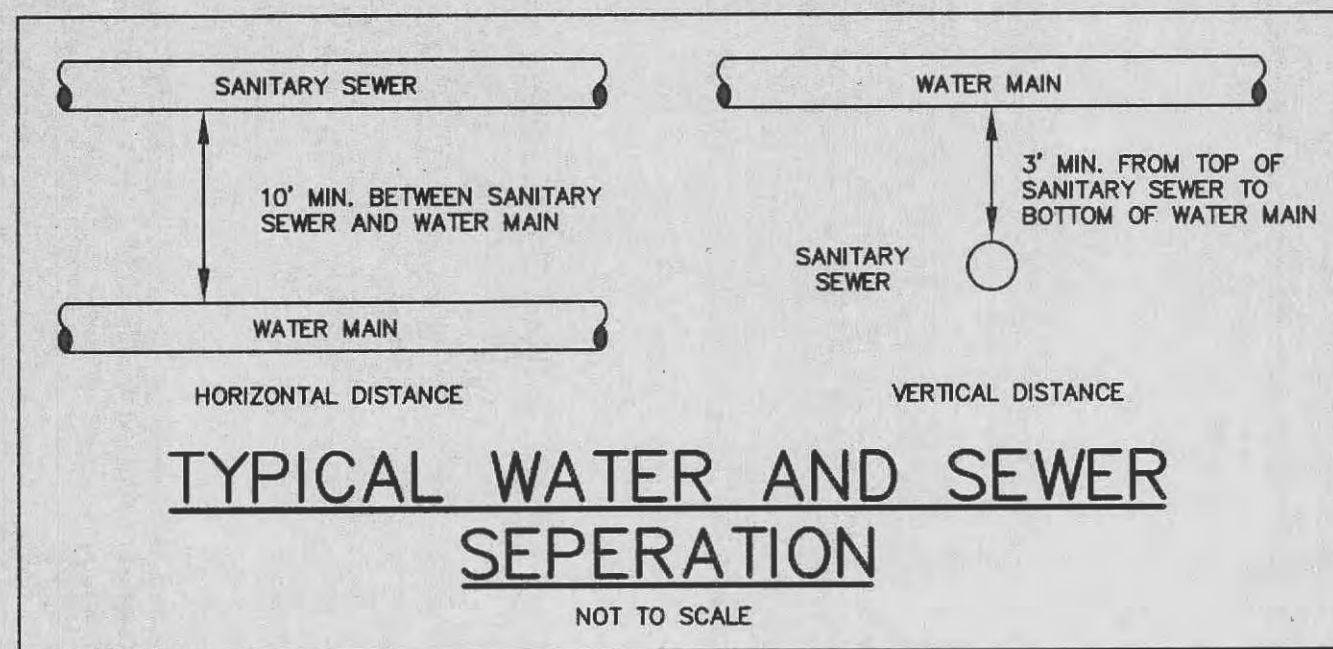 SANITARY SEWER
10' MIN. BETWEEN SANITARY
SEWER AND WATER MAIN
WATER MAIN
HORIZONTAL DISTANCE
WATER MAIN
3' MIN. FROM TOP OF
SANITARY SEWER TO
BOTTOM OF WATER MAIN
SANITARY
SEWER
VERTICAL DISTANCE
TYPICAL WATER AND SEWER
SEPERATION
NOT TO SCALE